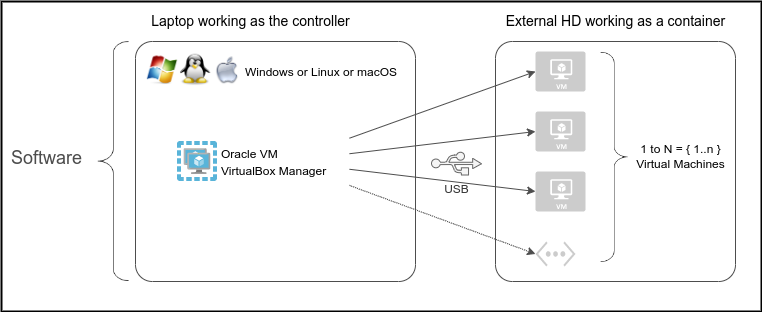 Laptop working as the controller
External HD working as a container
Windows or Linux or macOS
Software
Oracle VM
VirtualBox Manager
USB
VM
VM
VM
1 to N = { 1..n }
Virtual Machines